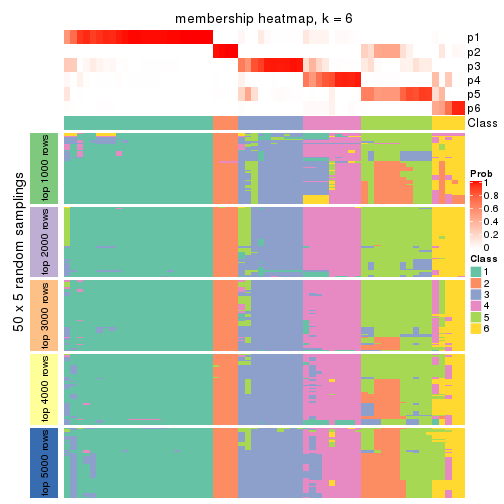 membership heatmap, k = 6
p1
p2
p3
p4
p5
p6
Class
50 x 5 random samplings
top 1000 rows
top 2000 rows
top 3000 rows
top 4000 rows
top 5000 rows
Prob
1
0.8
0.6
0.4
0.2
0
Class
1
2
3
4
5
6